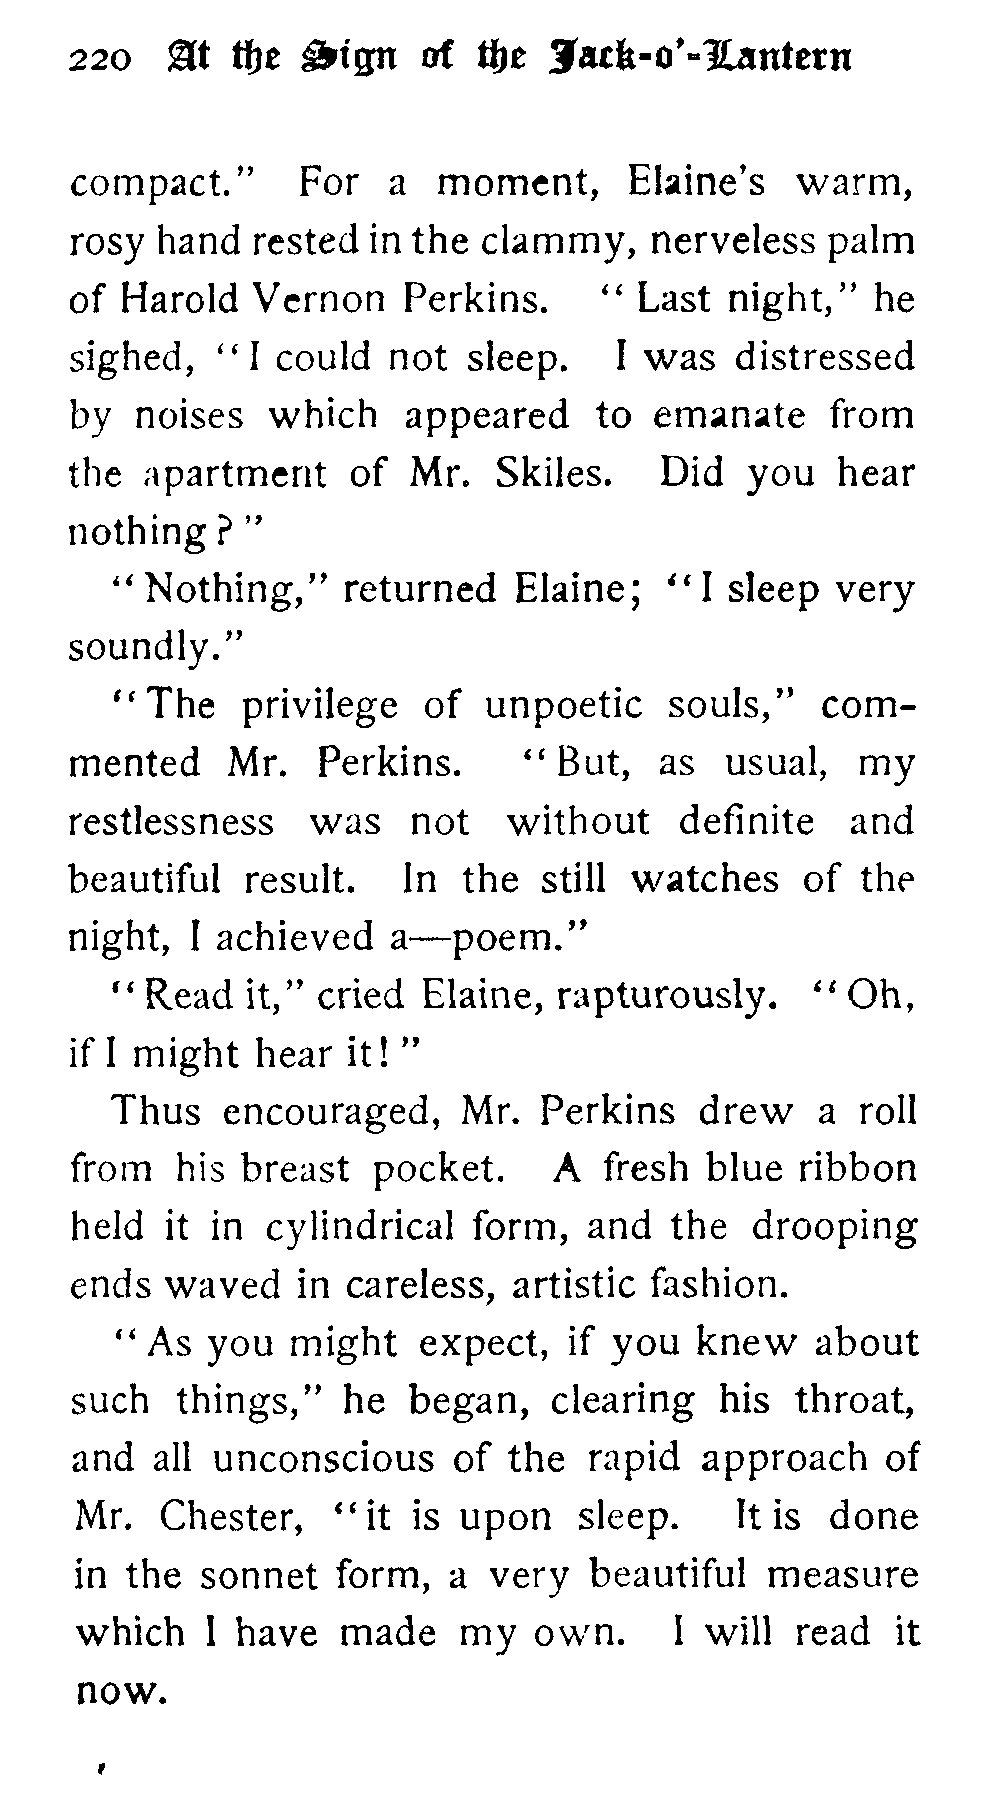 220 At the Sign of the Jack-o'-Lantern
compact." For a moment, Elaine's warm,
rosy hand rested in the clammy, nerveless palm
of Harold Vernon Perkins. "Last night," he
sighed, "I could not sleep. I was distressed
by noises which appeared to emanate from
the apartment of Mr. Skiles. Did you hear
nothing?"
"Nothing," returned Elaine; "I sleep very
soundly."
"The privilege of unpoetic souls," com-
mented Mr. Perkins. "But, as usual, my
restlessness was not without definite and
beautiful result. In the still watches of the
night, I achieved a—poem."
"Read it," cried Elaine, rapturously. "Oh,
if I might hear it!"
Thus encouraged, Mr. Perkins drew a roll
from his breast pocket. A fresh blue ribbon
held it in cylindrical form, and the drooping
ends waved in careless, artistic fashion.
"As you might expect, if you knew about
such things," he began, clearing his throat,
and all unconscious of the rapid approach of
Mr. Chester, "it is upon sleep. It is done
in the sonnet form, a very beautiful measure
which I have made my own. I will read it
now.